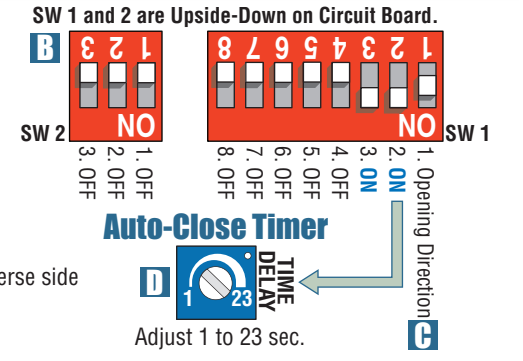 SW 1 and 2 are Upside-Down on Circuit Board.
B
3 2 1
8 7 6 5 4 3 2 1
SW 2
ON
ON
SW 1
3. OFF
2. OFF
1. OFF
8. OFF
7. OFF
6. OFF
5. OFF
4. OFF
3. ON
2. ON
1. Opening Direction
Auto-Close Timer
erse side
D
1 23
TIME
DELAY
C
Adjust 1 to 23 sec.